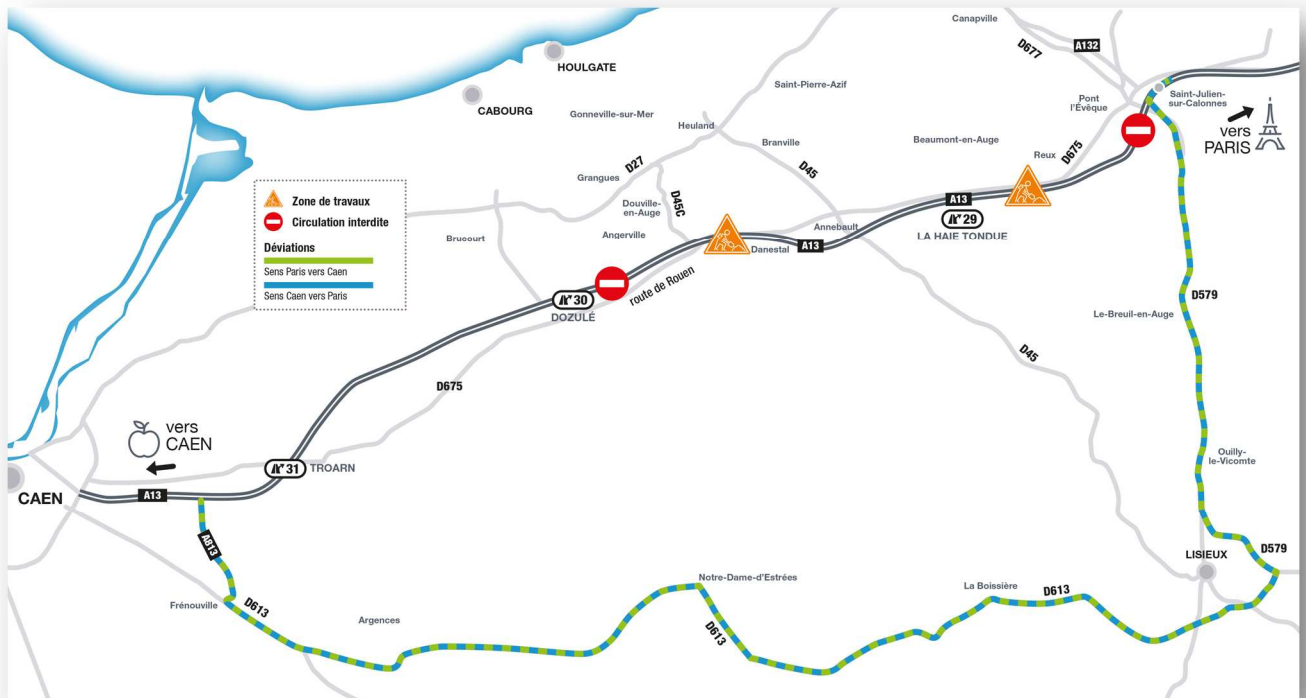 Canapville
D677
A132
HOULGATE
CABOURG
Saint-Pierre-Azif
Gonneville-sur-Mer
Heuland
Branville
Beaumont-en-Auge
Pont
l'Évèque
Saint-Julien-
sur-Calonnes
vers
PARIS
Reux
D675
D27
D45
Grangues
D45C
Douville-
en-Auge
Angerville
Brucourt
A13
29
LA HAIE TONDUE
Annebault
Danestal
A13
Zone de travaux
Circulation interdite
Déviations
Sens Paris vers Caen
Sens Caen vers Paris
route de Rouen
30
DOZULÉ
D579
Le-Breuil-en-Auge
D45
D675
vers
CAEN
31
TROARN
Ouilly-
le-Vicomte
CAEN
A13
A813
LISIEUX
D579
Notre-Dame-d'Estrées
La Boissière
D613
Frénouville
D613
Argences
D613